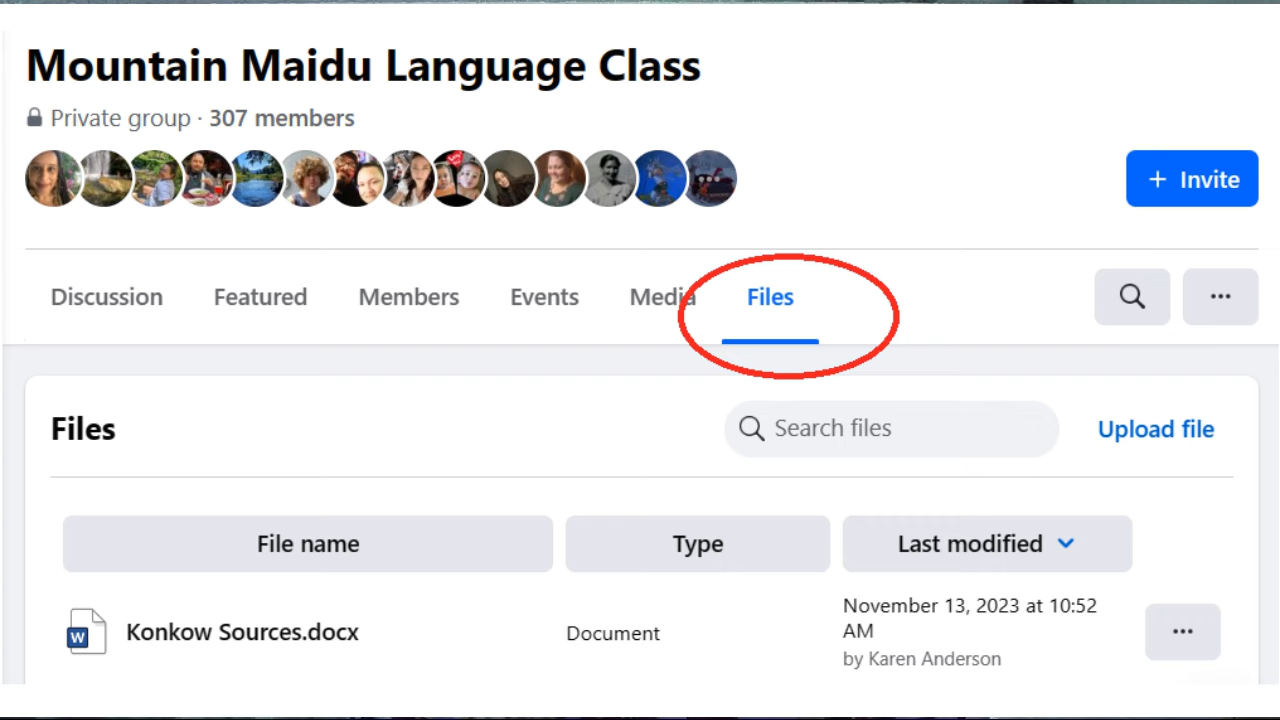 Mountain Maidu Language Class
Private group · 307 members
+ Invite
Discussion Featured Members Events Media Files
Files
Search files
Upload file
File name Type Last modified
W Konkow Sources.docx Document November 13, 2023 at 10:52
AM
by Karen Anderson